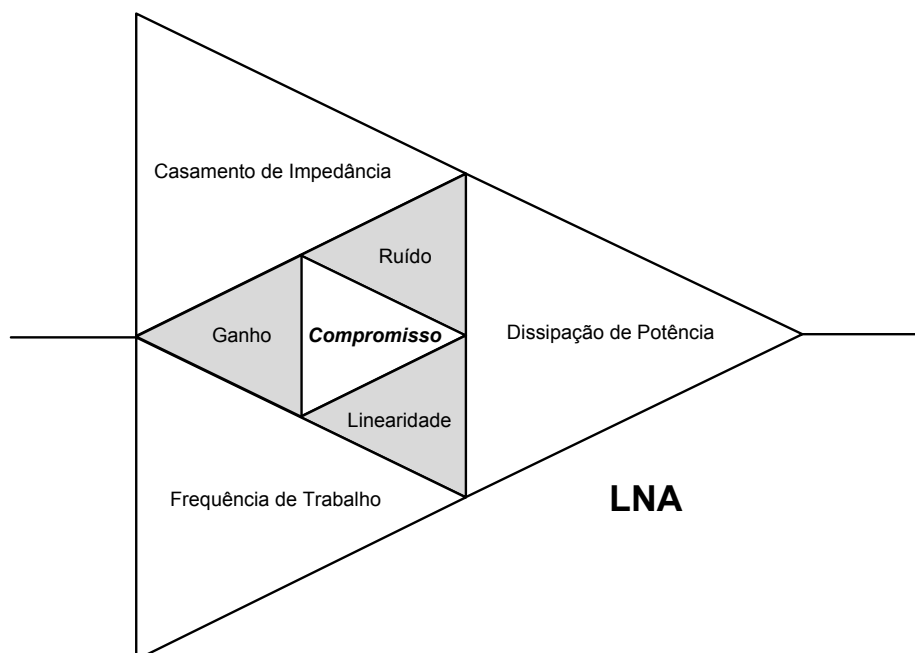 Casamento de Impedância
Ruído
Ganho
Compromisso
Dissipação de Potência
Linearidade
Frequência de Trabalho
LNA